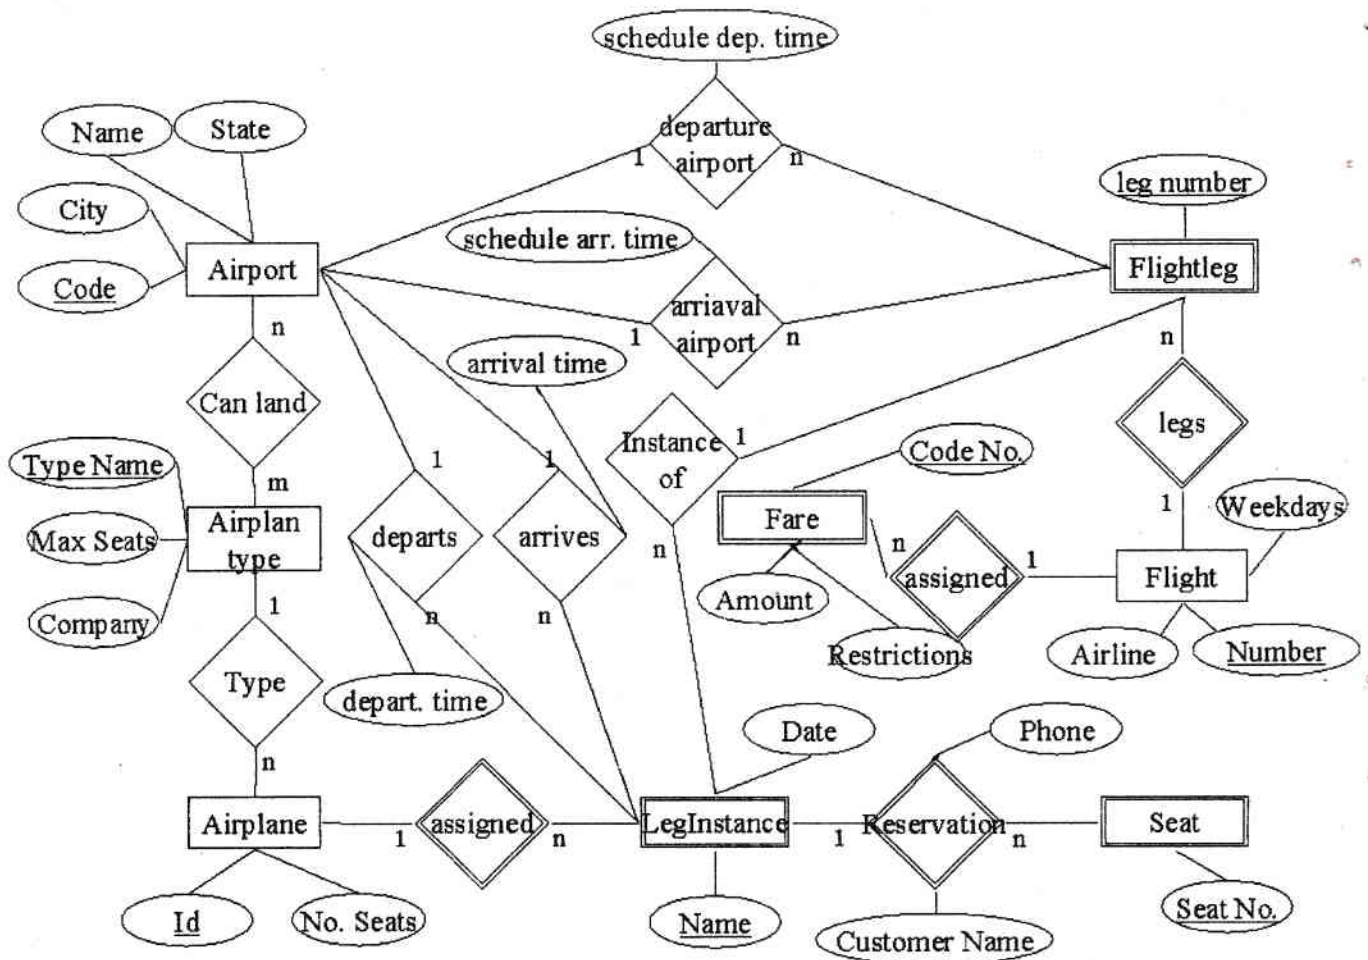 schedule dep. time
Name
State
departure
airport
1
n
leg number
City
schedule arr. time
Airport
Flightleg
Code
arriaval
airport
1
n
n
n
arrival time
Can land
Instance
of
1
legs
Code No.
Type Name
m
1
1
Weekdays
Max Seats
Airplan
type
departs
arrives
n
Fare
n
assigned
1
1
Flight
Company
1
n
n
Amount
Restrictions
Airline
Number
Type
depart. time
n
Date
Phone
Airplane
1
assigned
n
LegInstance
1
Reservation
n
Seat
Id
No. Seats
Name
Customer Name
Seat No.